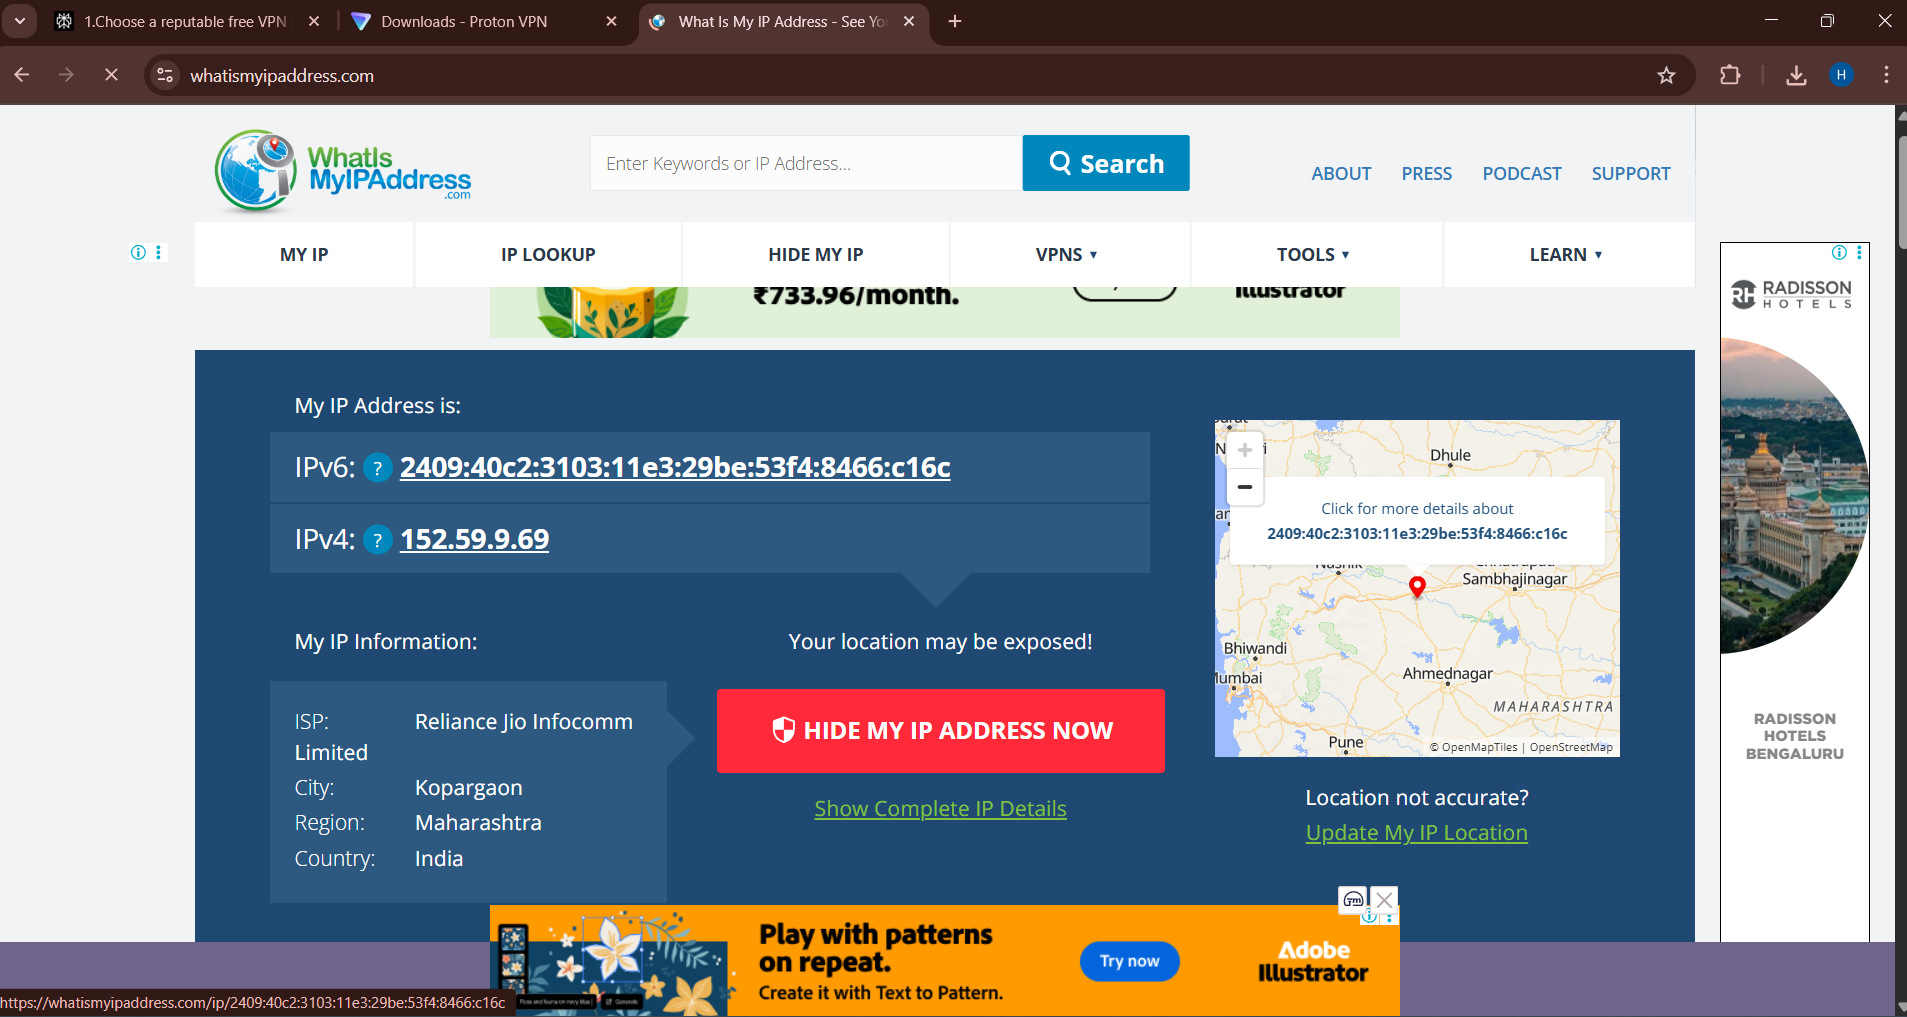 1.Choose a reputable free VPN
Downloads - Proton VPN
What Is My IP Address - See Yo
whatismyipaddress.com
H
WhatIs
MyIPAddress
.com
Enter Keywords or IP Address...
Search
ABOUT
PRESS
PODCAST
SUPPORT
MY IP
IP LOOKUP
HIDE MY IP
VPNS
TOOLS
LEARN
₹733.96/month.
Illustrator
RADISSON
HOTELS
My IP Address is:
IPv6: ? 2409:40c2:3103:11e3:29be:53f4:8466:c16c
IPv4: ? 152.59.9.69
Dhule
Click for more details about
2409:40c2:3103:11e3:29be:53f4:8466:c16c
Nashik
Sambhajinagar
Bhiwandi
Ahmednagar
MAHARASHTRA
Pune
© OpenMapTiles | OpenStreetMap
My IP Information:
Your location may be exposed!
ISP: Reliance Jio Infocomm
Limited
City: Kopargaon
Region: Maharashtra
Country: India
HIDE MY IP ADDRESS NOW
Show Complete IP Details
Location not accurate?
Update My IP Location
RADISSON
HOTELS
BENGALURU
Play with patterns
on repeat.
Create it with Text to Pattern.
Try now
Adobe
Illustrator
https://whatismyipaddress.com/ip/2409:40c2:3103:11e3:29be:53f4:8466:c16c